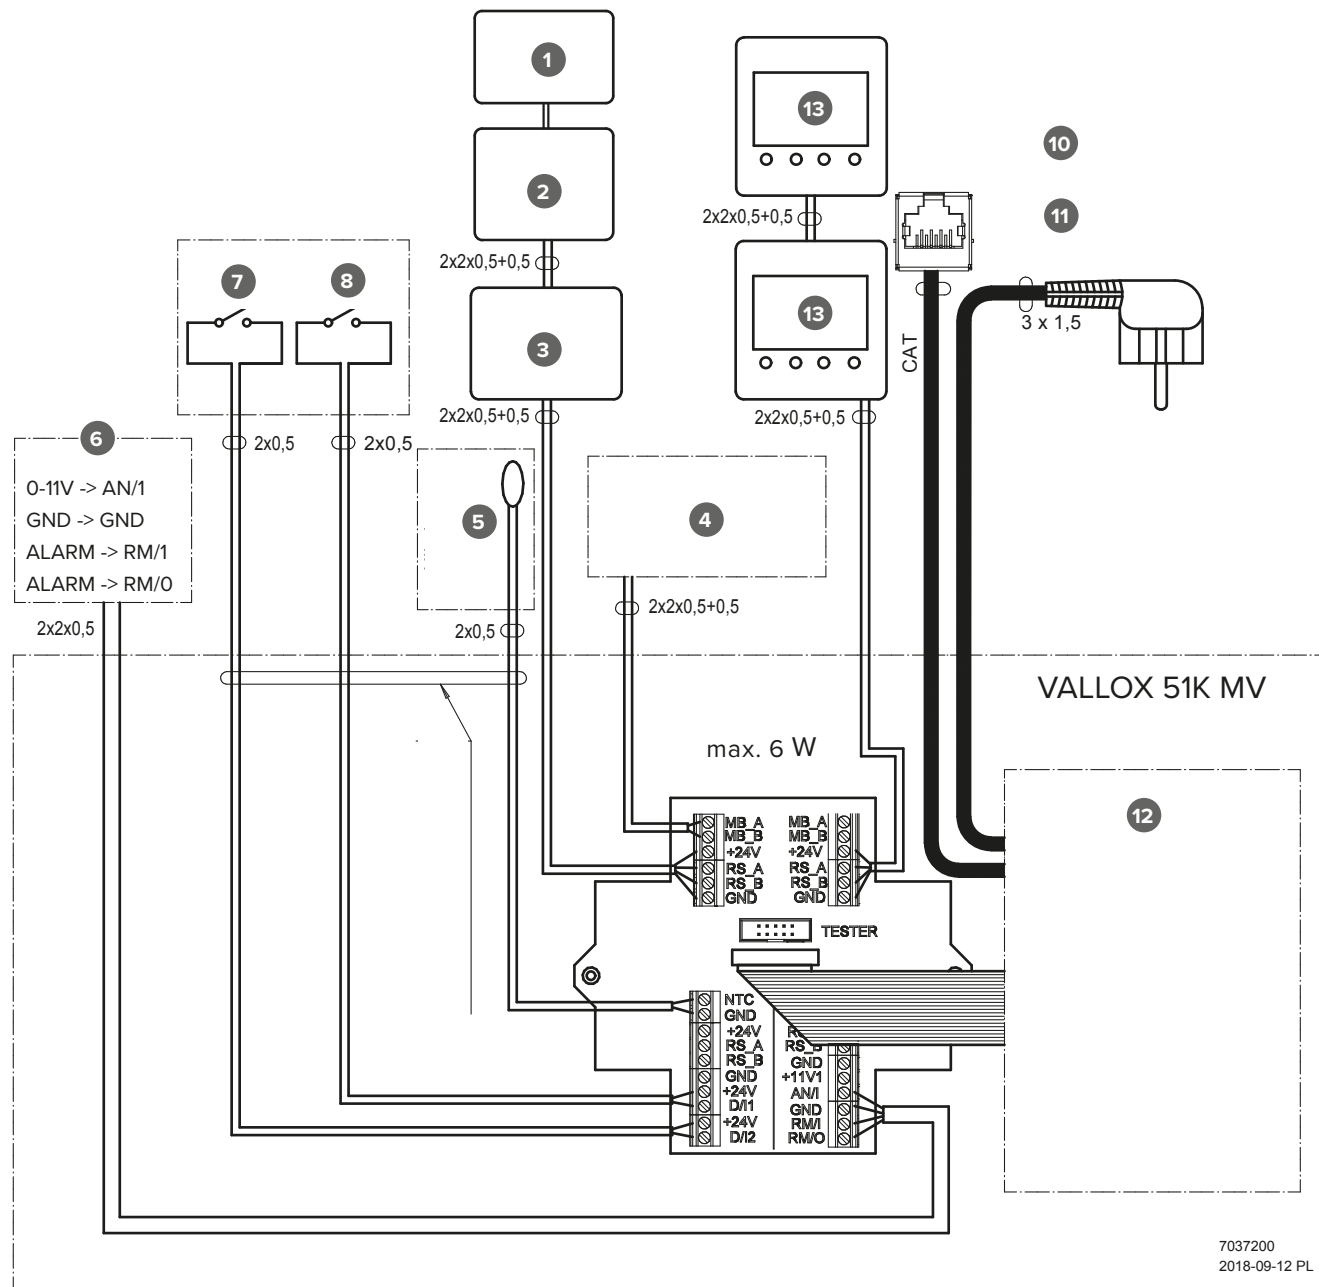 1
13
10
2
2x2x0,5+0,5
11
2x2x0,5+0,5
7
8
13
3 x 1,5
3
CAT
2x2x0,5+0,5
2x2x0,5+0,5
6
2x0,5
2x0,5
0-11V -> AN/1
GND -> GND
ALARM -> RM/1
ALARM -> RM/0
5
4
2x2x0,5
2x0,5
2x2x0,5+0,5
VALLOX 51K MV
max. 6 W
12
MB_A
MB_B
+24V
RS_A
RS_B
GND
MB_A
MB_B
+24V
RS_A
RS_B
GND
TESTER
NTC
GND
+24V
RS_A
RS_B
GND
+24V
D/I1
+24V
D/I2
RS_B
GND
+11V1
AN/I
GND
RM/I
RM/O
7037200
2018-09-12 PL